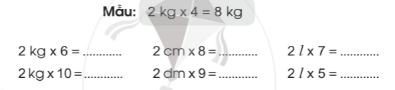 Mẫu: 2 kg x 4 = 8 kg
2 kg x 6 = ............ 2 cm x 8 = ............ 2 l x 7 = ............
2 kg x 10 = ............ 2 dm x 9 = ............ 2 l x 5 = ............